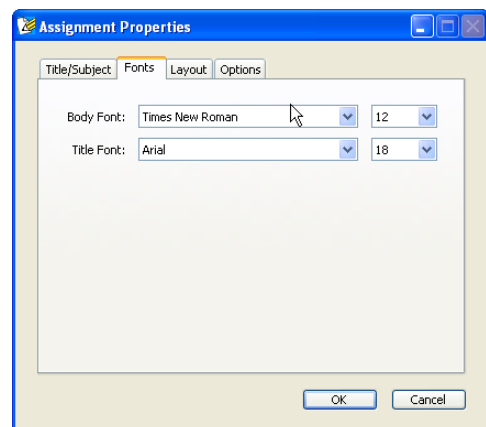 Assignment Properties
Title/Subject Fonts Layout Options
Body Font: Times New Roman 12
Title Font: Arial 18
OK Cancel